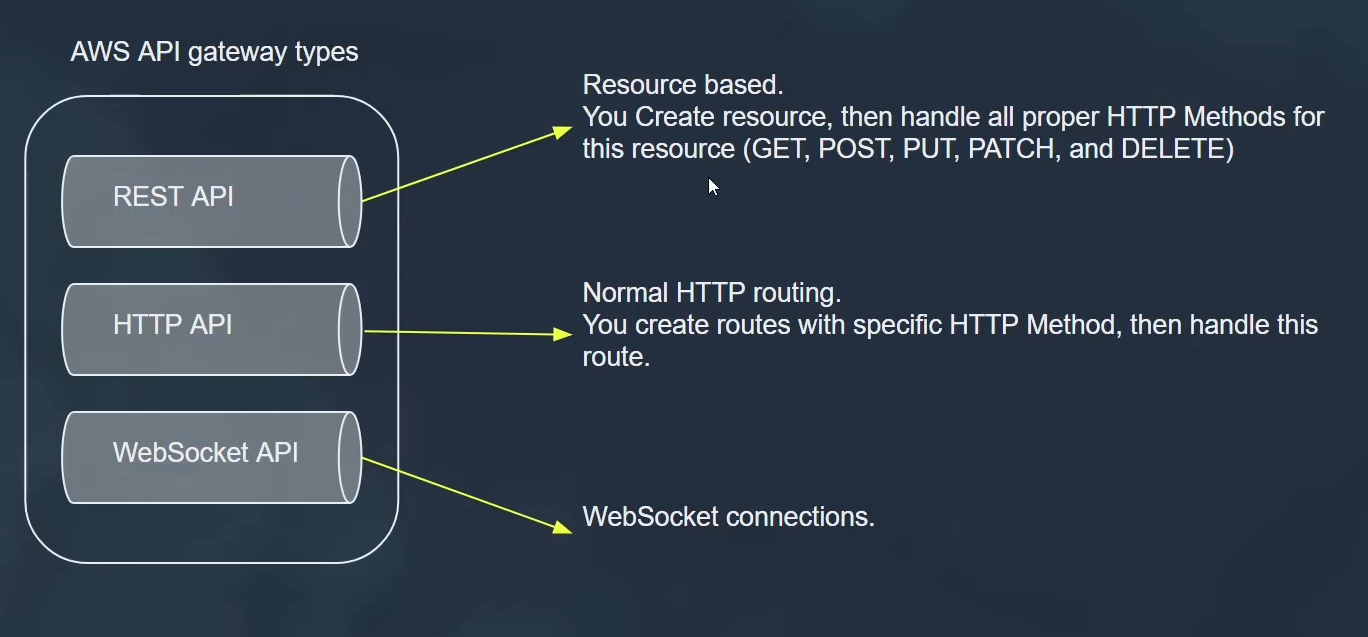 AWS API gateway types
REST API
Resource based.
You Create resource, then handle all proper HTTP Methods for
this resource (GET, POST, PUT, PATCH, and DELETE)
HTTP API
Normal HTTP routing.
You create routes with specific HTTP Method, then handle this
route.
WebSocket API
WebSocket connections.